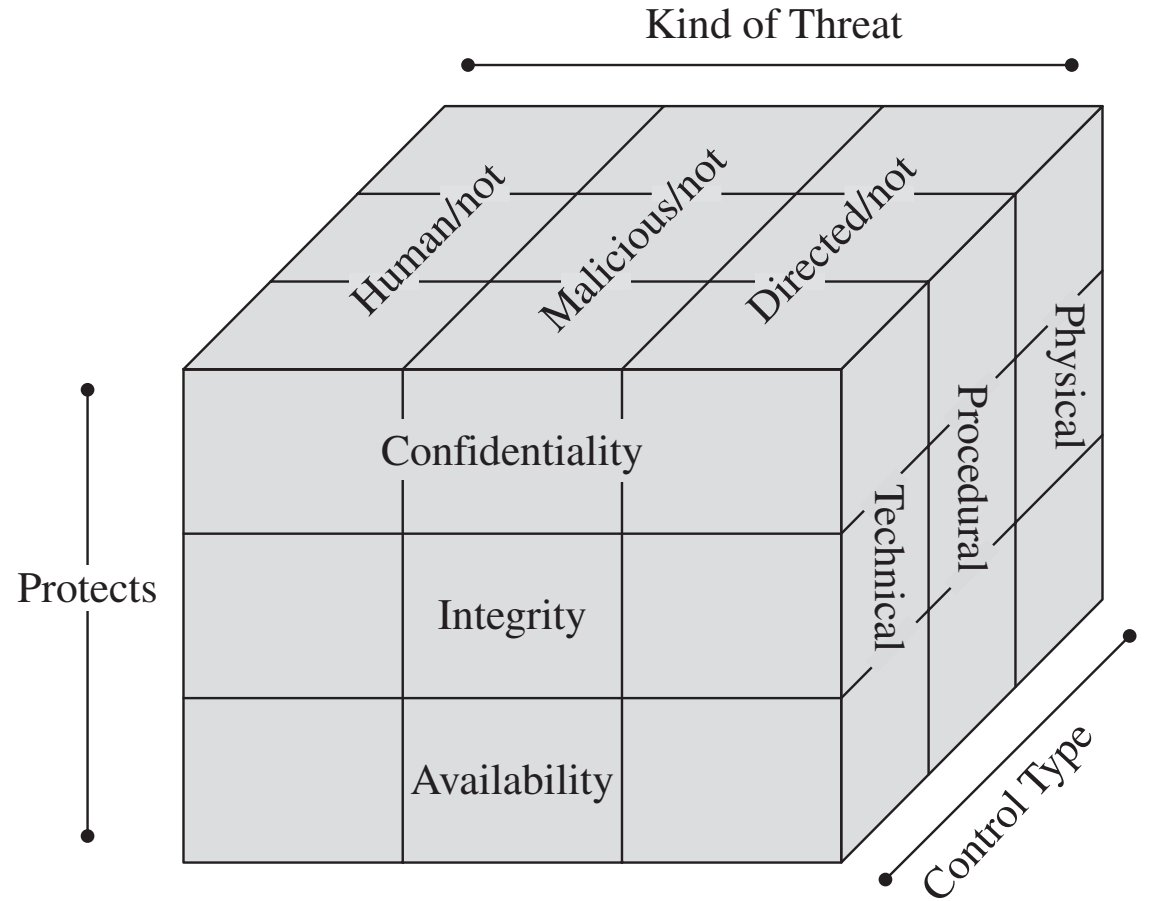 Kind of Threat
Human/not
Malicious/not
Directed/not
Confidentiality
Integrity
Availability
Technical
Procedural
Physical
Protects
Control Type